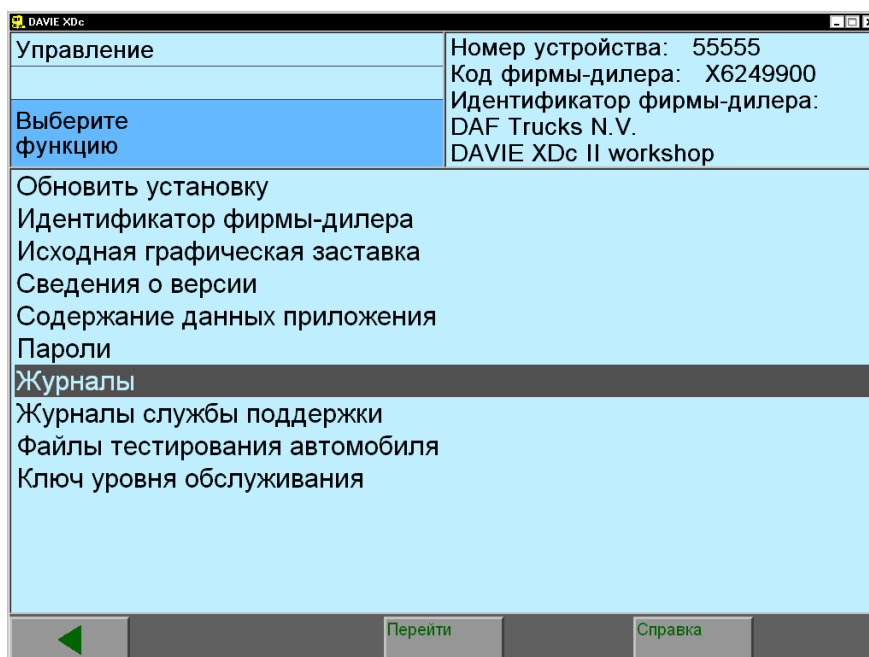 DAVIE XDc
Управление
Выберите
функцию
Номер устройства: 55555
Код фирмы-дилера: X6249900
Идентификатор фирмы-дилера:
DAF Trucks N.V.
DAVIE XDc II workshop
Обновить установку
Идентификатор фирмы-дилера
Исходная графическая заставка
Сведения о версии
Содержание данных приложения
Пароли
Журналы
Журналы службы поддержки
Файлы тестирования автомобиля
Ключ уровня обслуживания
Перейти
Справка